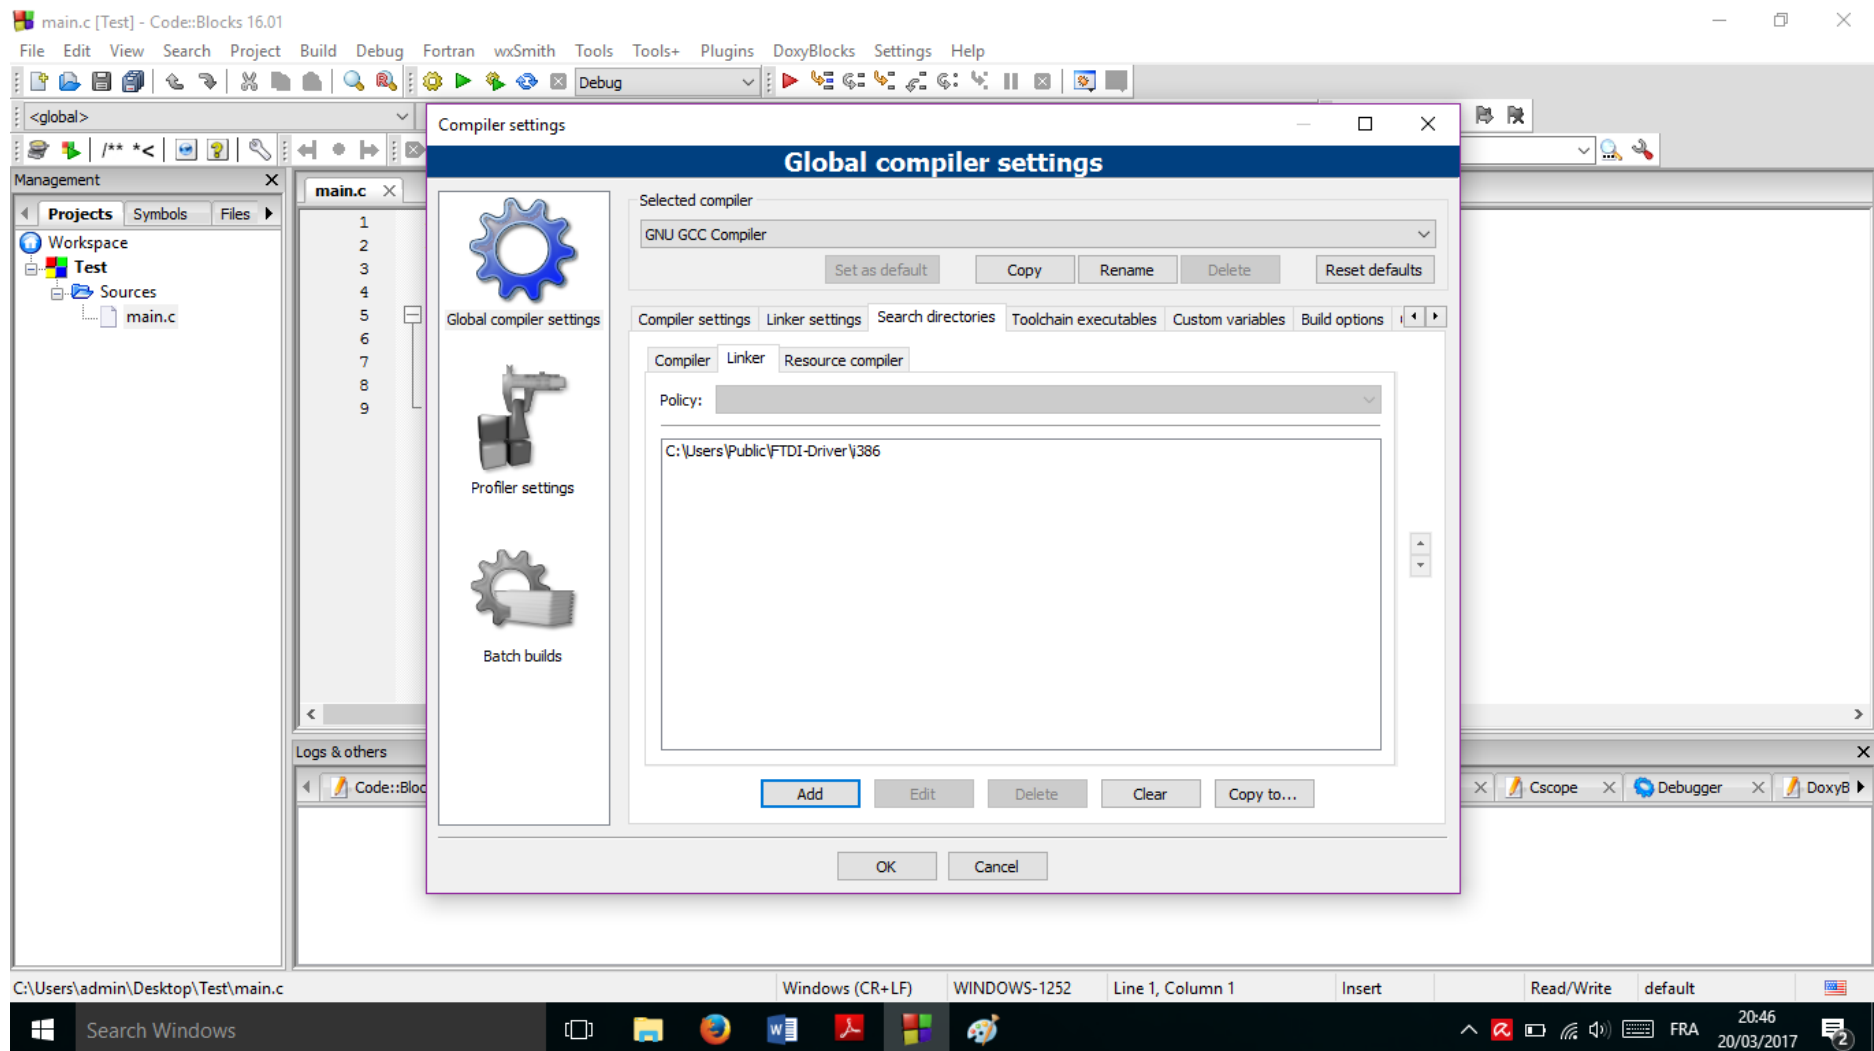 main.c [Test] - Code::Blocks 16.01
File Edit View Search Project Build Debug Fortran wxSmith Tools Tools+ Plugins DoxyBlocks Settings Help
Debug
<global>
/** *<
Management
Projects Symbols Files
Workspace
Test
Sources
main.c
main.c
1
2
3
4
5
6
7
8
9
Compiler settings
Global compiler settings
Global compiler settings
Profiler settings
Batch builds
Selected compiler
GNU GCC Compiler
Set as default Copy Rename Delete Reset defaults
Compiler settings Linker settings Search directories Toolchain executables Custom variables Build options
Compiler Linker Resource compiler
Policy:
C:\Users\Public\FTDI-Driver\i386
Add Edit Delete Clear Copy to...
OK Cancel
Logs & others
Code::Bloc
Cscope Debugger DoxyB
C:\Users\admin\Desktop\Test\main.c Windows (CR+LF) WINDOWS-1252 Line 1, Column 1 Insert Read/Write default
Search Windows
FRA
20:46
20/03/2017
2